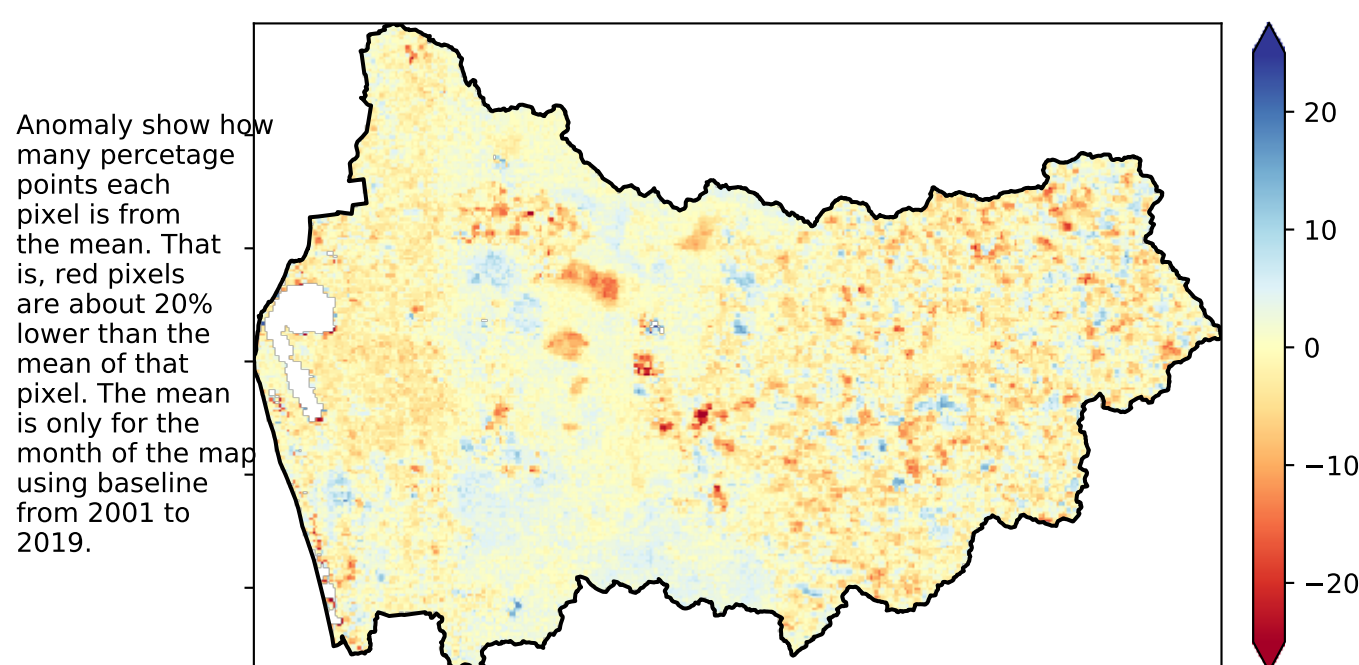 Anomaly show how
many percetage
points each
pixel is from
the mean. That
is, red pixels
are about 20%
lower than the
mean of that
pixel. The mean
is only for the
month of the map
using baseline
from 2001 to
2019.
20
10
0
−10
−20